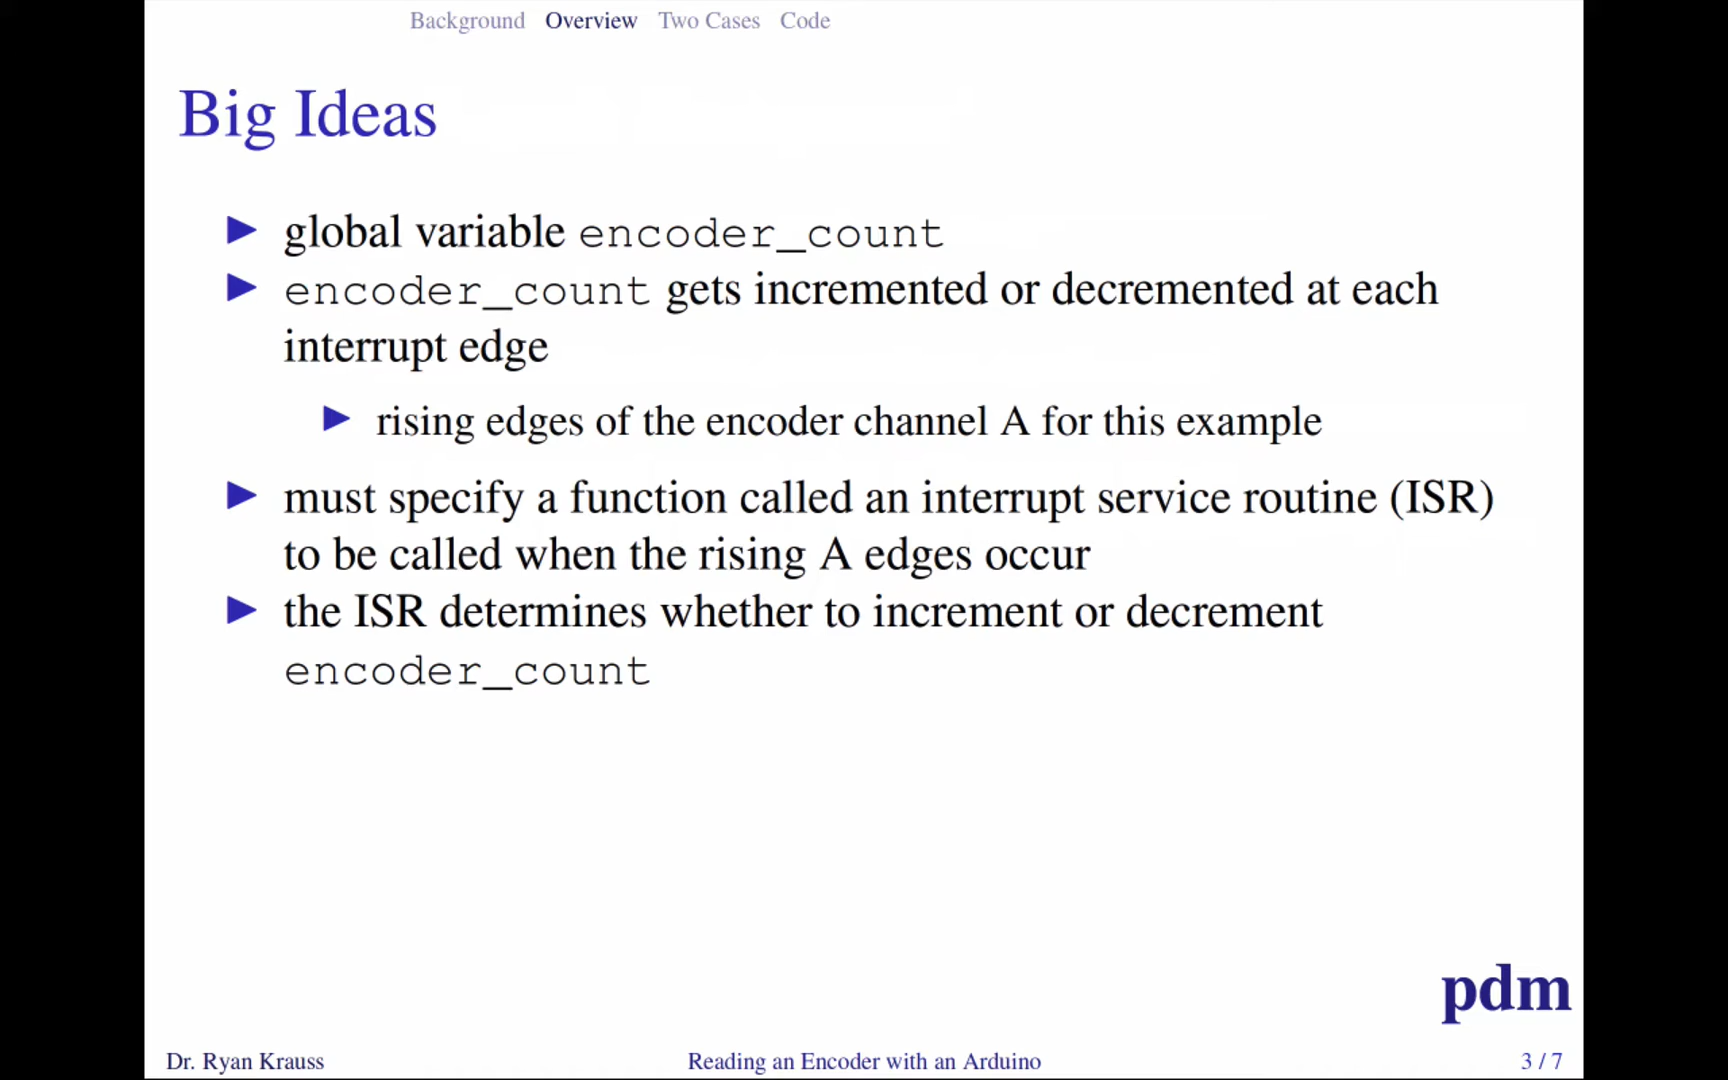 Background Overview Two Cases Code
Big Ideas
global variable encoder_count
encoder_count gets incremented or decremented at each
interrupt edge
rising edges of the encoder channel A for this example
must specify a function called an interrupt service routine (ISR)
to be called when the rising A edges occur
the ISR determines whether to increment or decrement
encoder_count
pdm
Dr. Ryan Krauss Reading an Encoder with an Arduino 3 / 7